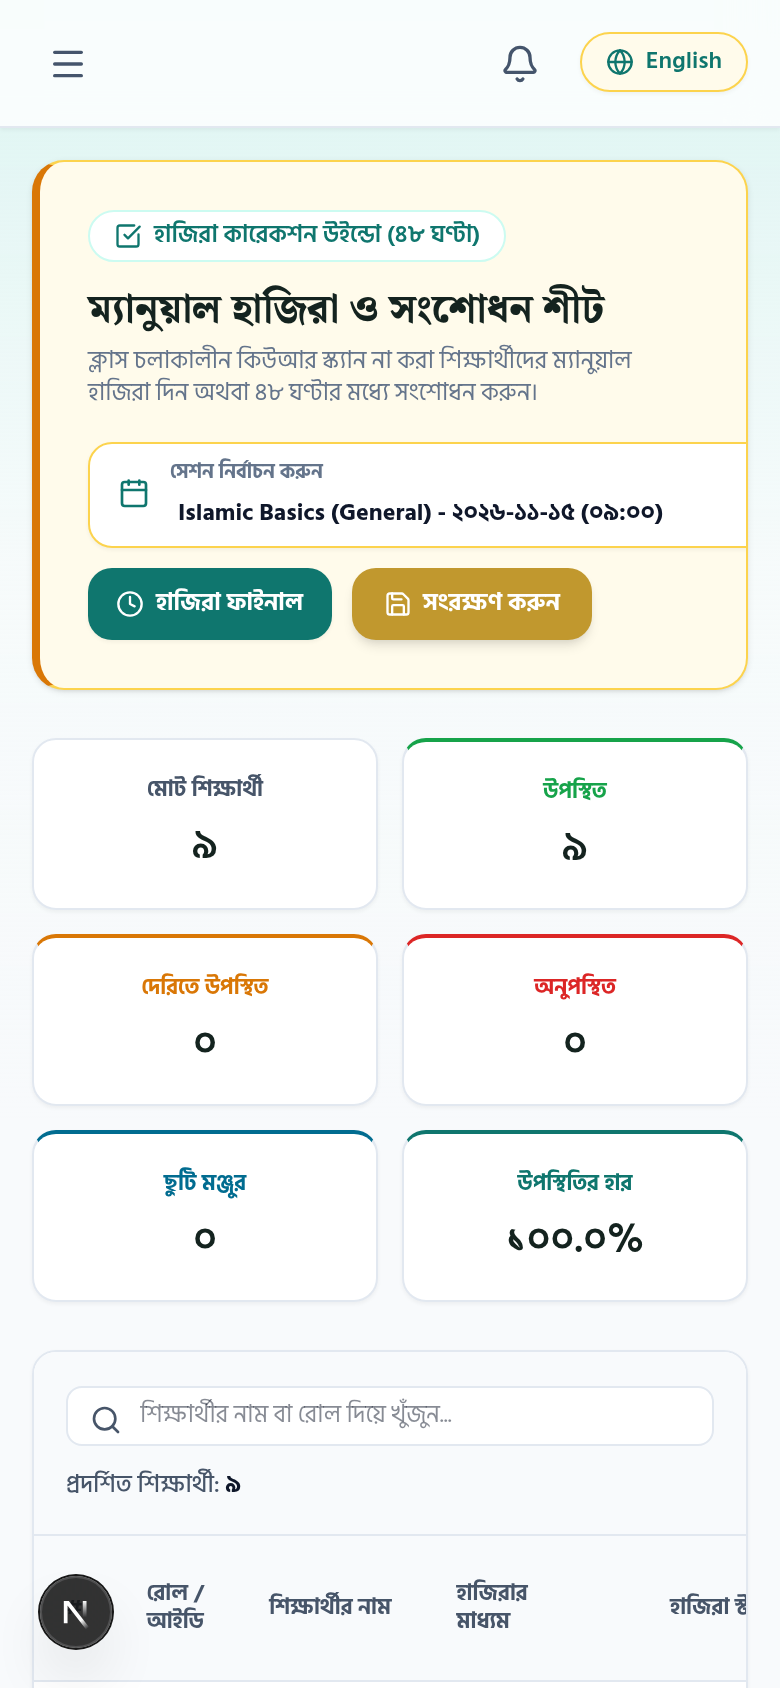 English
হাজিরা কারেকশন উইন্ডো (৪৮ ঘণ্টা)
ম্যানুয়াল হাজিরা ও সংশোধন শীট
ক্লাস চলাকালীন কিউআর স্ক্যান না করা শিক্ষার্থীদের ম্যানুয়াল
হাজিরা দিন অথবা ৪৮ ঘণ্টার মধ্যে সংশোধন করুন।
সেশন নির্বাচন করুন
Islamic Basics (General) - ২০২৬-১১-১৫ (০৯:০০)
হাজিরা ফাইনাল
সংরক্ষণ করুন
মোট শিক্ষার্থী
৯
উপস্থিত
৯
দেরিতে উপস্থিত
০
অনুপস্থিত
০
ছুটি মঞ্জুর
০
উপস্থিতির হার
১০০.০%
শিক্ষার্থীর নাম বা রোল দিয়ে খুঁজুন...
প্রদর্শিত শিক্ষার্থী: ৯
N
রোল /
আইডি
শিক্ষার্থীর নাম
হাজিরার
মাধ্যম
হাজিরা